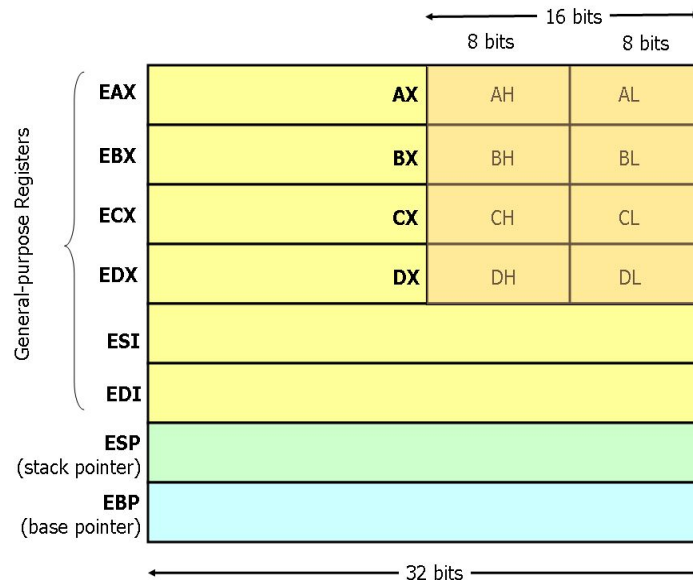 16 bits
8 bits 8 bits
General-purpose Registers
EAX AX AH AL
EBX BX BH BL
ECX CX CH CL
EDX DX DH DL
ESI
EDI
ESP
(stack pointer)
EBP
(base pointer)
32 bits